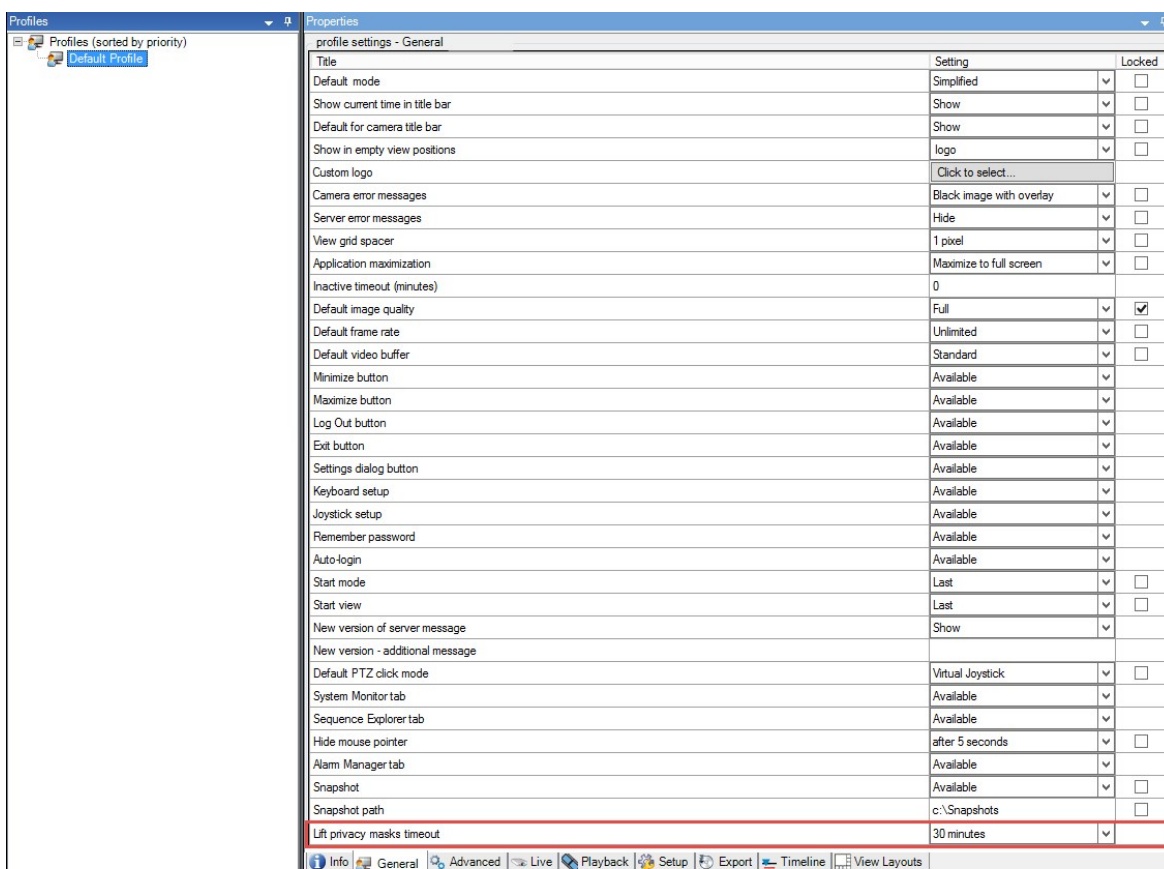 Profiles
Properties
Profiles (sorted by priority)
Default Profile
profile settings - General
Title Setting Locked
Default mode Simplified
Show current time in title bar Show
Default for camera title bar Show
Show in empty view positions logo
Custom logo Click to select...
Camera error messages Black image with overlay
Server error messages Hide
View grid spacer 1 pixel
Application maximization Maximize to full screen
Inactive timeout (minutes) 0
Default image quality Full
Default frame rate Unlimited
Default video buffer Standard
Minimize button Available
Maximize button Available
Log Out button Available
Exit button Available
Settings dialog button Available
Keyboard setup Available
Joystick setup Available
Remember password Available
Auto-login Available
Start mode Last
Start view Last
New version of server message Show
New version - additional message
Default PTZ click mode Virtual Joystick
System Monitor tab Available
Sequence Explorer tab Available
Hide mouse pointer after 5 seconds
Alarm Manager tab Available
Snapshot Available
Snapshot path c:\Snapshots
Lift privacy masks timeout 30 minutes
Info General Advanced Live Playback Setup Export Timeline View Layouts